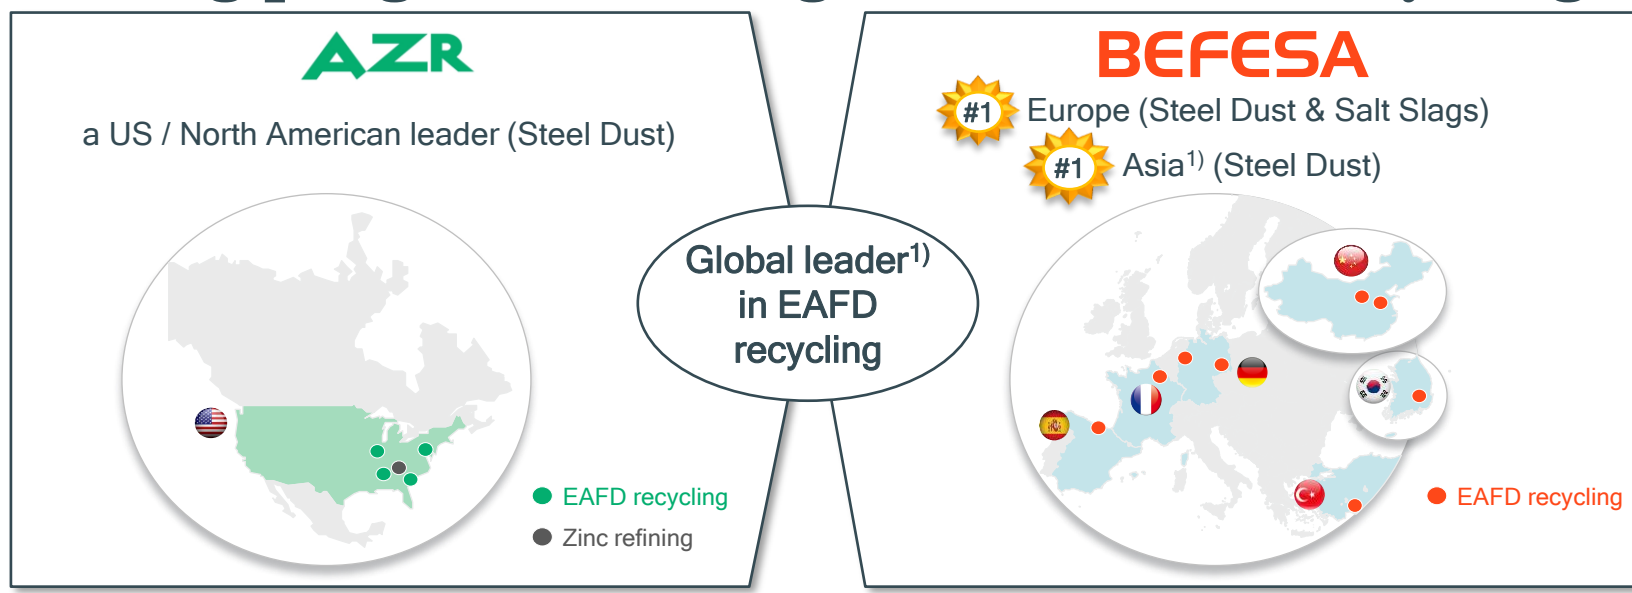 AZR
a US / North American leader (Steel Dust)
EAFD recycling
Zinc refining
Global leader1)
in EAFD
recycling
BEFESA
#1 Europe (Steel Dust & Salt Slags)
#1 Asia1) (Steel Dust)
EAFD recycling